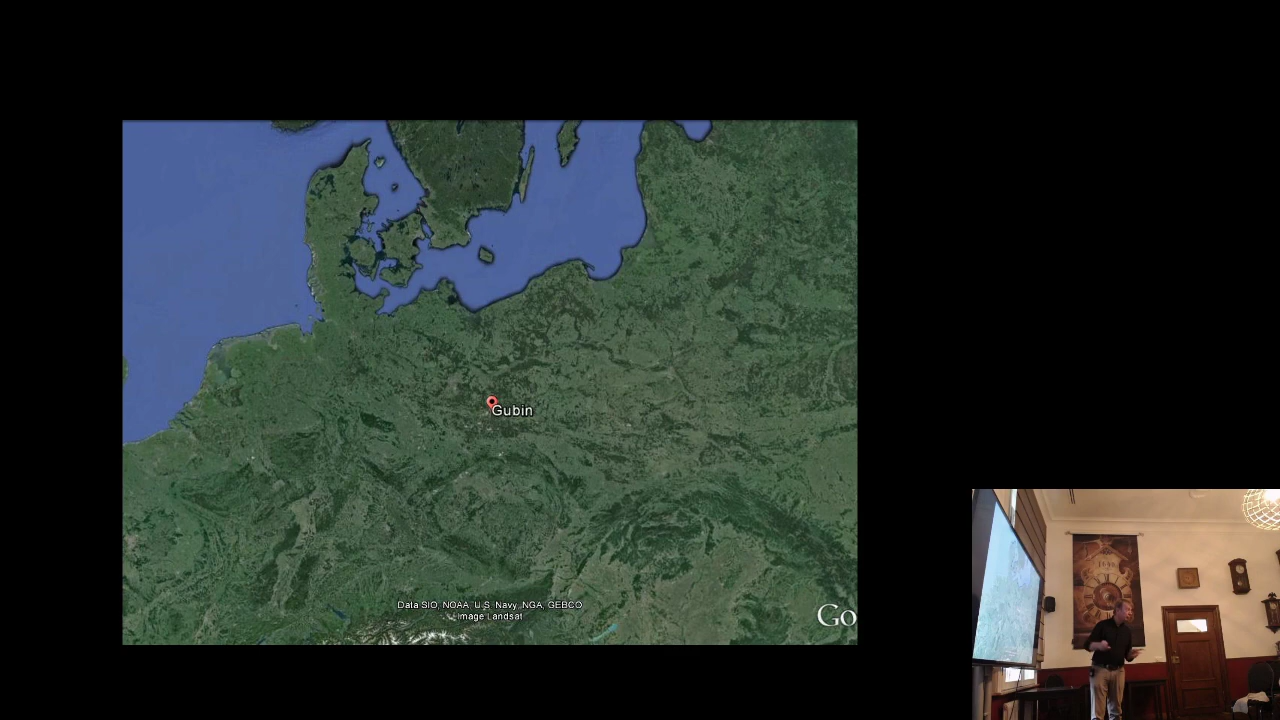 Gubin
Data SIO, NOAA, U.S. Navy, NGA, GEBCO
Image Landsat
Go